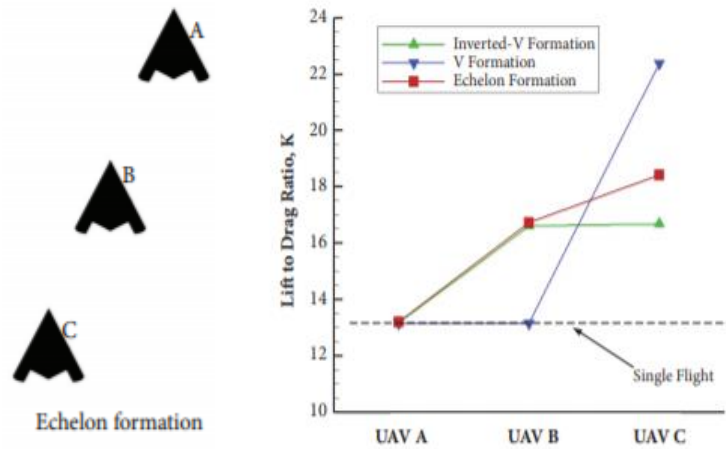 A
B
C
Echelon formation
24
22
20
18
16
14
12
10
Lift to Drag Ratio, K
Inverted-V Formation
V Formation
Echelon Formation
Single Flight
UAV A
UAV B
UAV C